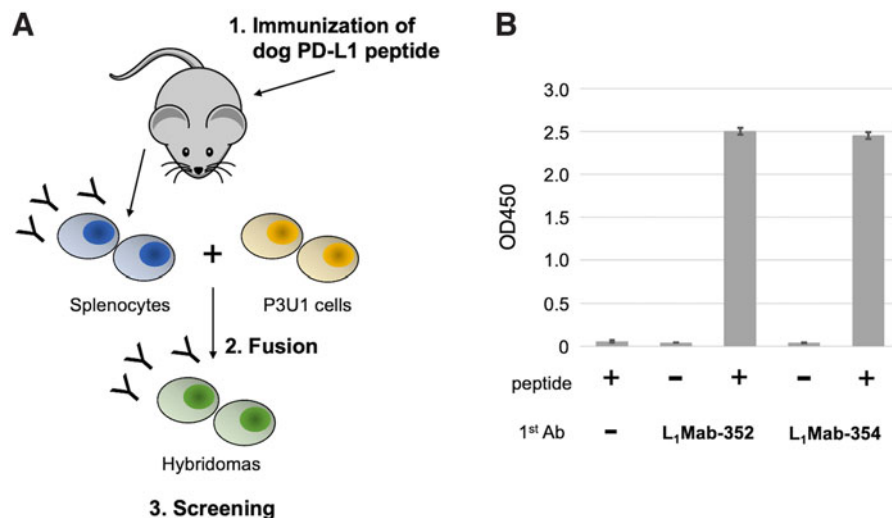 A
1. Immunization of
dog PD-L1 peptide
Splenocytes
+
P3U1 cells
2. Fusion
Hybridomas
3. Screening
B
OD450
3.0
2.5
2.0
1.5
1.0
0.5
0
peptide + - + - +
1st Ab - L₁Mab-352 L₁Mab-354